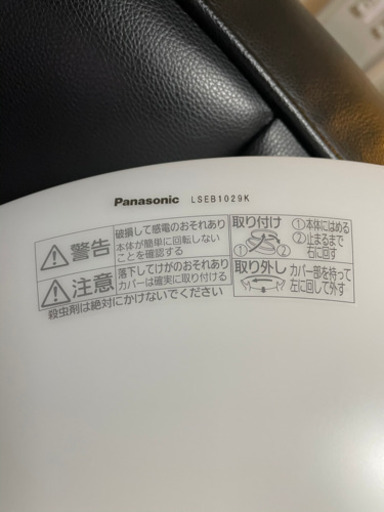 Panasonic LSEB1029K
警告
破損して感電のおそれあり
本体が簡単に回転しない
ことを確認する
注意
落下してけがのおそれあり
カバーは確実に取り付ける
殺虫剤は絶対にかけないでください
取り付け
① ②
①本体にはめる
②止まるまで
右に回す
取り外し
カバー部を持って
左に回して外す